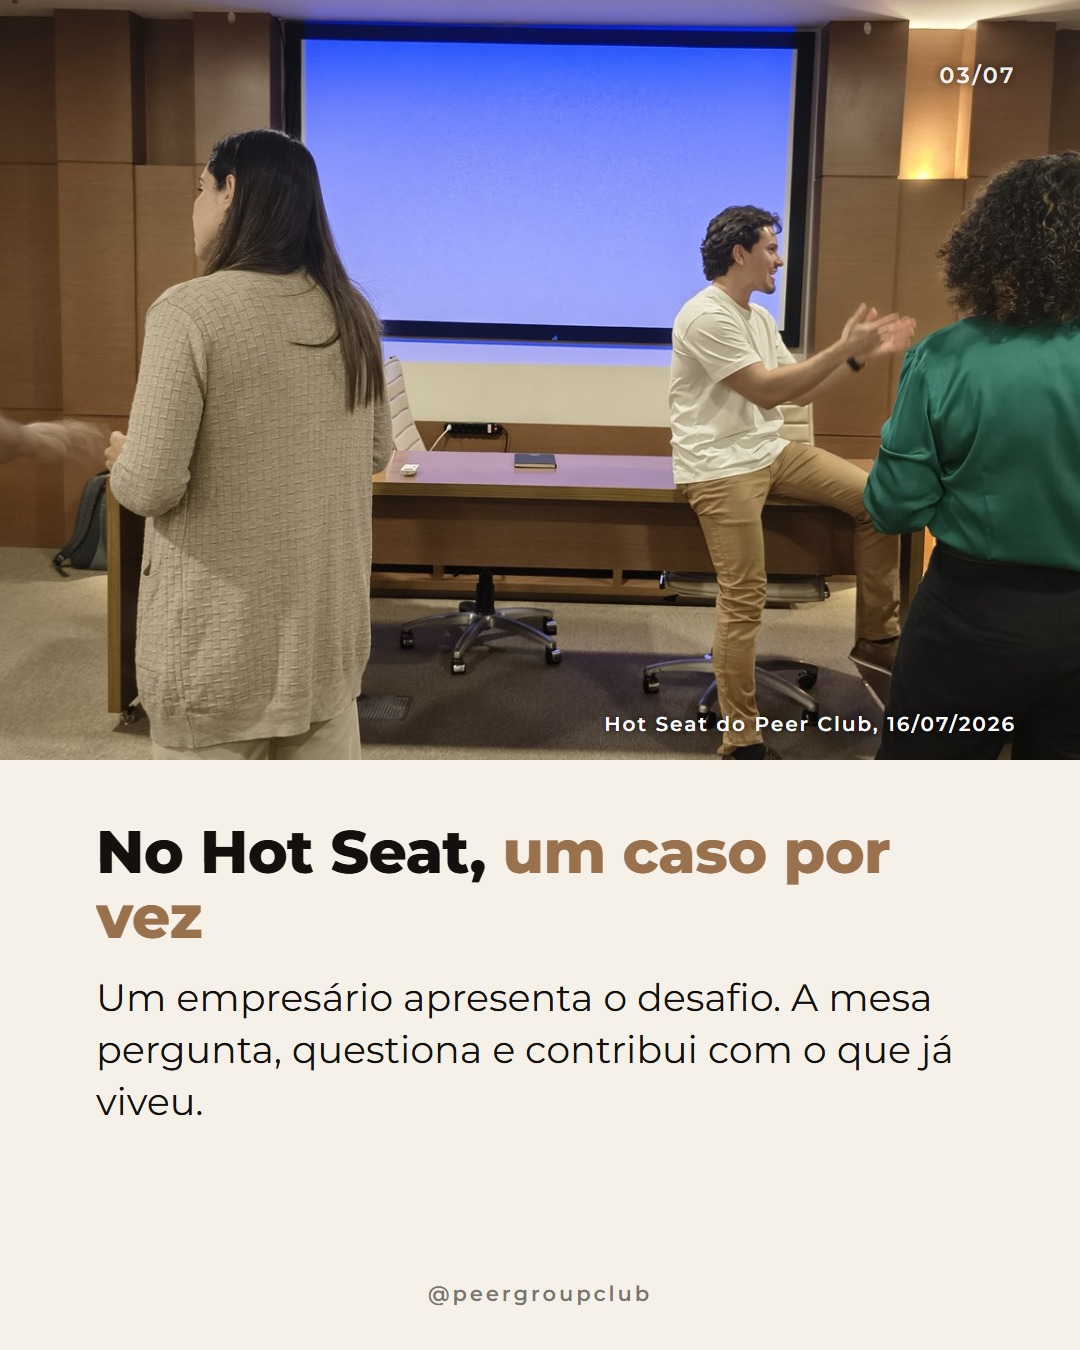 03/07
Hot Seat do Peer Club, 16/07/2026
No Hot Seat, um caso por
vez
Um empresário apresenta o desafio. A mesa
pergunta, questiona e contribui com o que já
viveu.
@peergroupclub